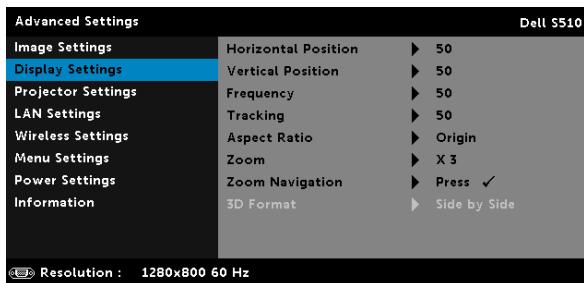 Advanced Settings Dell S510
Image Settings
Display Settings
Projector Settings
LAN Settings
Wireless Settings
Menu Settings
Power Settings
Information
Horizontal Position 50
Vertical Position 50
Frequency 50
Tracking 50
Aspect Ratio Origin
Zoom X 3
Zoom Navigation Press ✓
3D Format Side by Side
Resolution : 1280x800 60 Hz